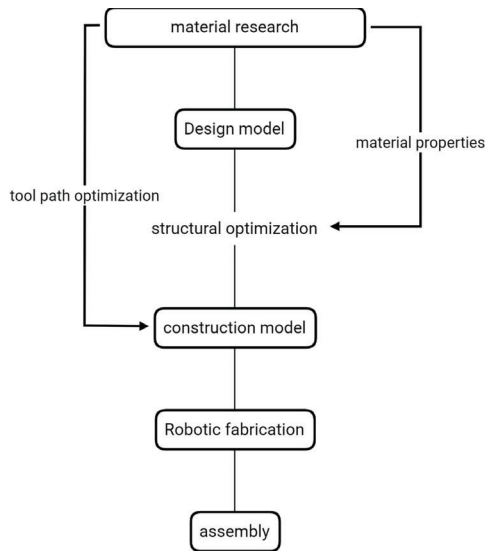 material research
Design model
material properties
tool path optimization
structural optimization
construction model
Robotic fabrication
assembly